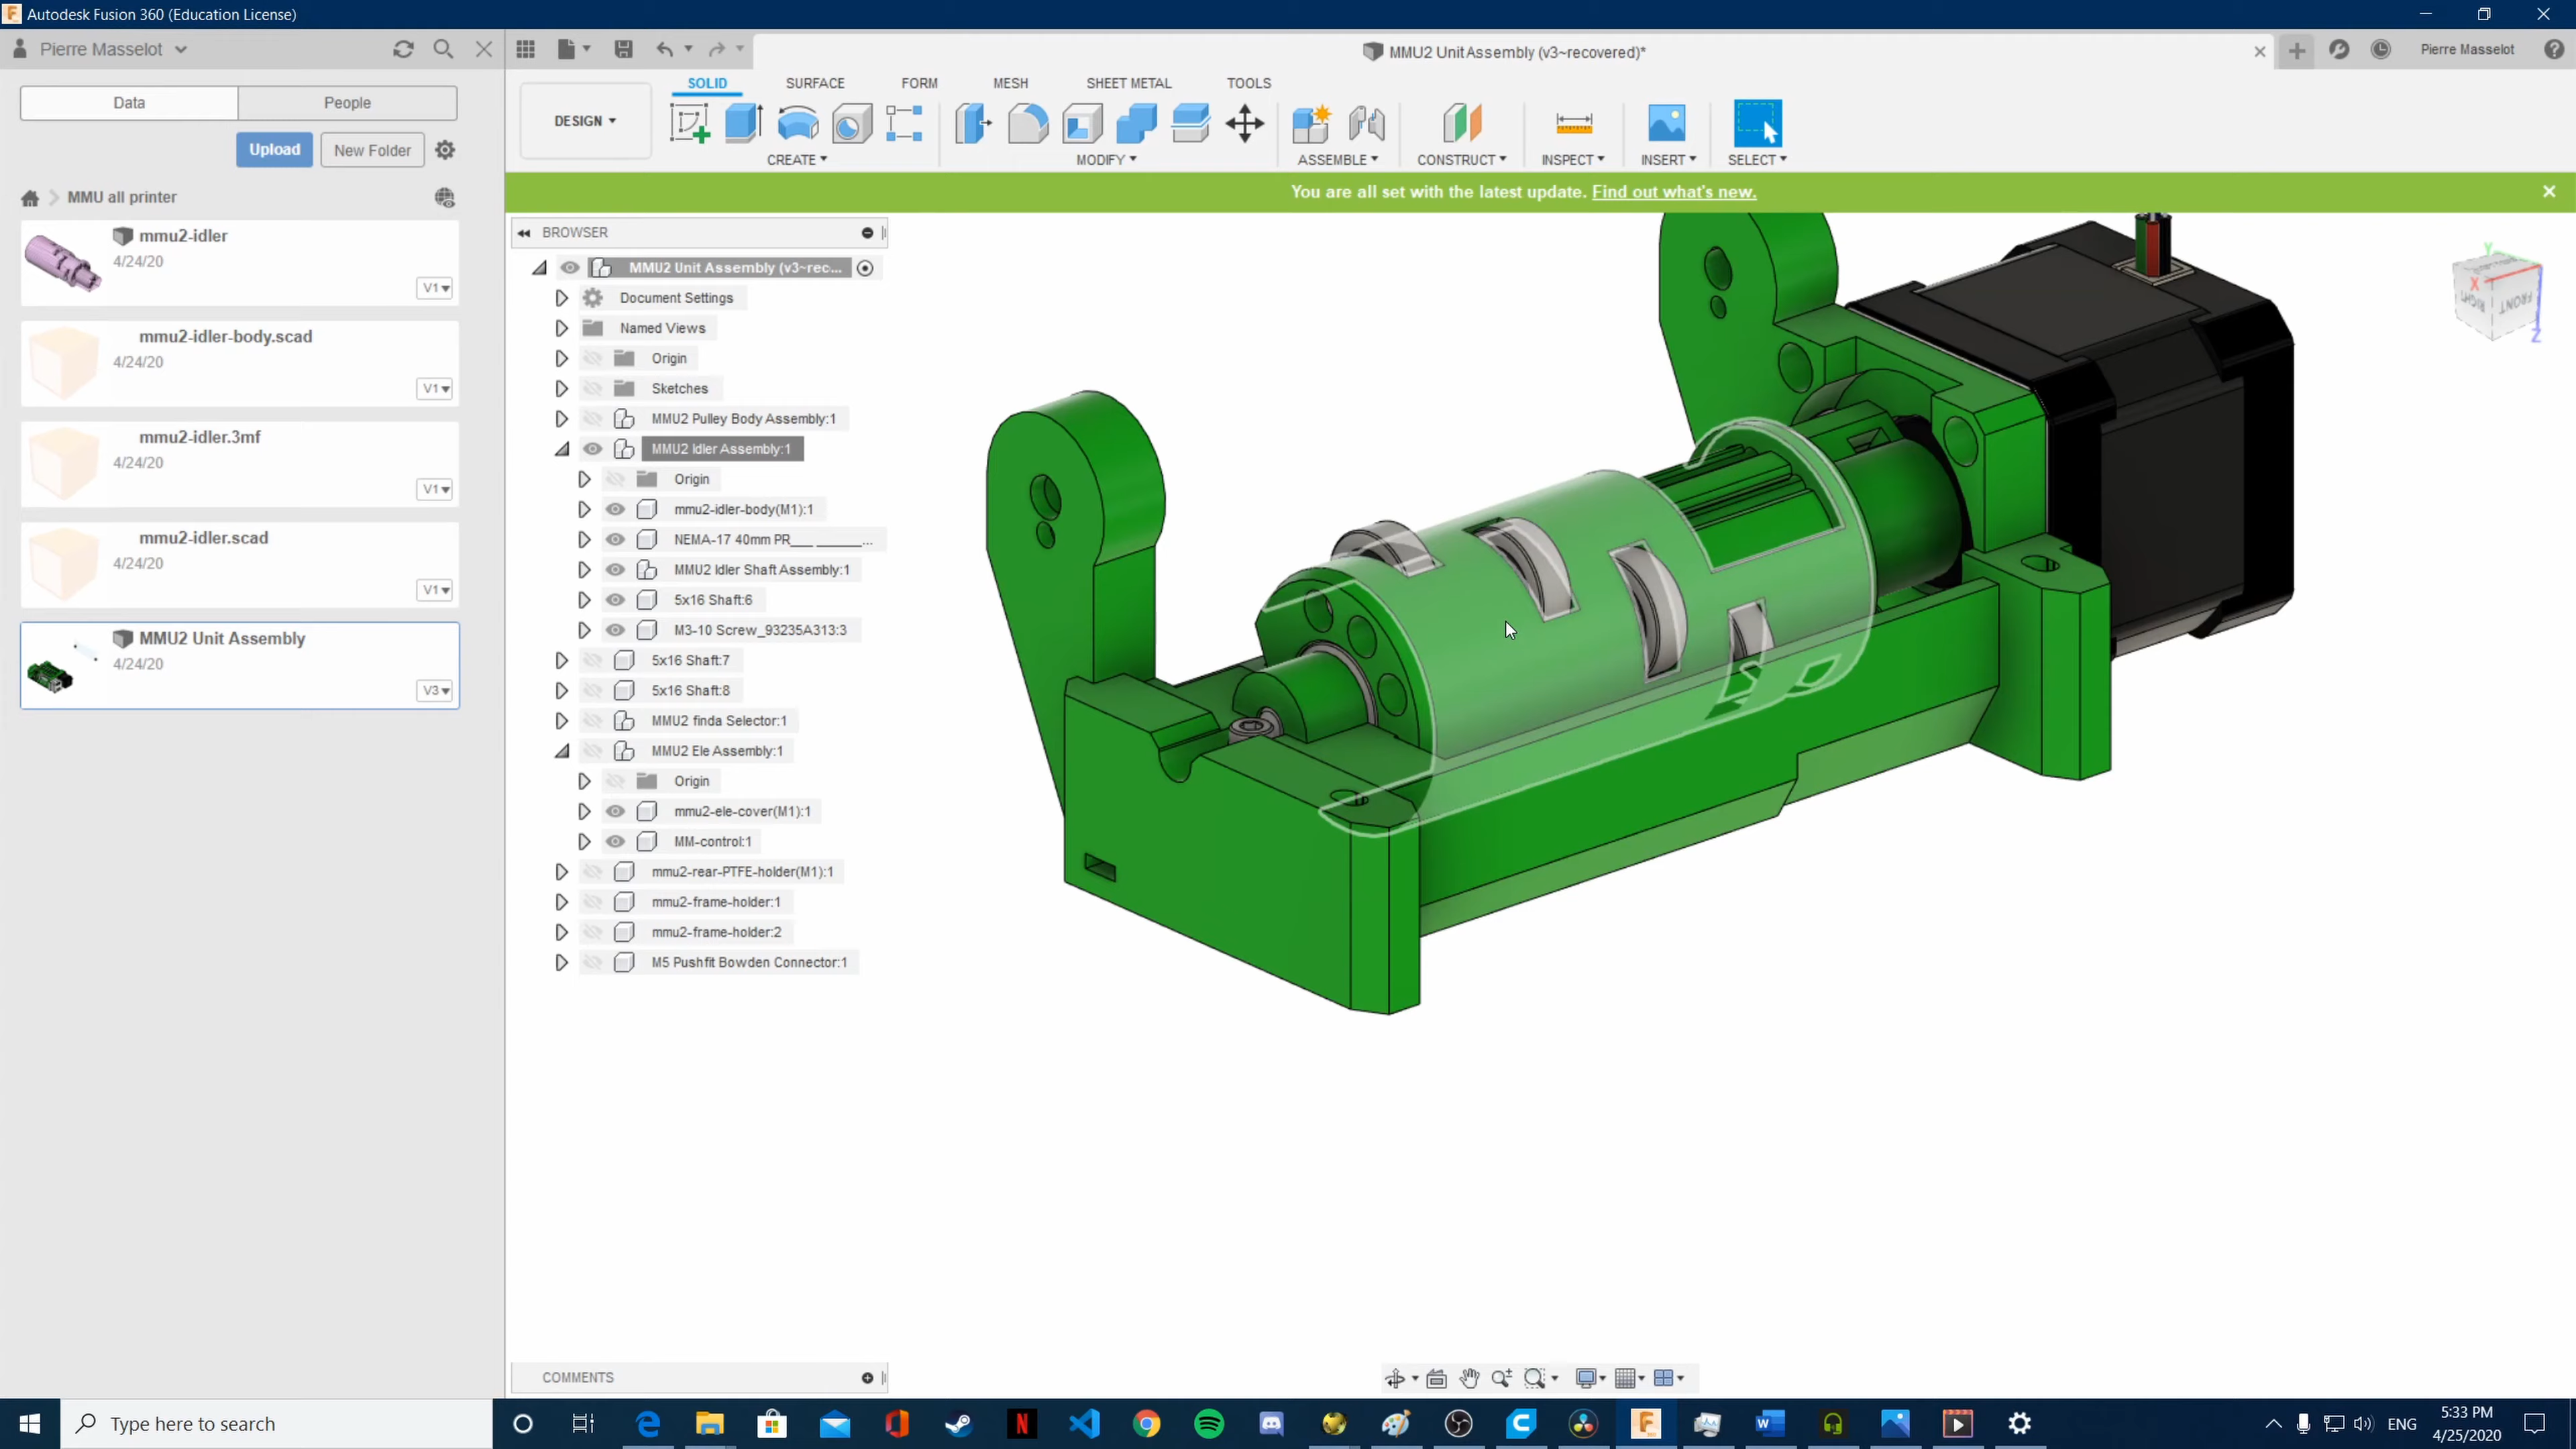 Autodesk Fusion 360 (Education License)
Pierre Masselot
MMU2 Unit Assembly (v3~recovered)*
Pierre Masselot
Data
People
Upload
New Folder
MMU all printer
mmu2-idler
4/24/20
V1
mmu2-idler-body.scad
4/24/20
V1
mmu2-idler.3mf
4/24/20
V1
mmu2-idler.scad
4/24/20
V1
MMU2 Unit Assembly
4/24/20
V3
SOLID
SURFACE
FORM
MESH
SHEET METAL
TOOLS
DESIGN
CREATE
MODIFY
ASSEMBLE
CONSTRUCT
INSPECT
INSERT
SELECT
You are all set with the latest update. Find out what's new.
BROWSER
MMU2 Unit Assembly (v3~rec...
Document Settings
Named Views
Origin
Sketches
MMU2 Pulley Body Assembly:1
MMU2 Idler Assembly:1
Origin
mmu2-idler-body(M1):1
NEMA-17 40mm PR___ ______...
MMU2 Idler Shaft Assembly:1
5x16 Shaft:6
M3-10 Screw_93235A313:3
5x16 Shaft:7
5x16 Shaft:8
MMU2 finda Selector:1
MMU2 Ele Assembly:1
Origin
mmu2-ele-cover(M1):1
MM-control:1
mmu2-rear-PTFE-holder(M1):1
mmu2-frame-holder:1
mmu2-frame-holder:2
M5 Pushfit Bowden Connector:1
Y
X
Z
RIGHT
FRONT
COMMENTS
Type here to search
ENG
5:33 PM
4/25/2020